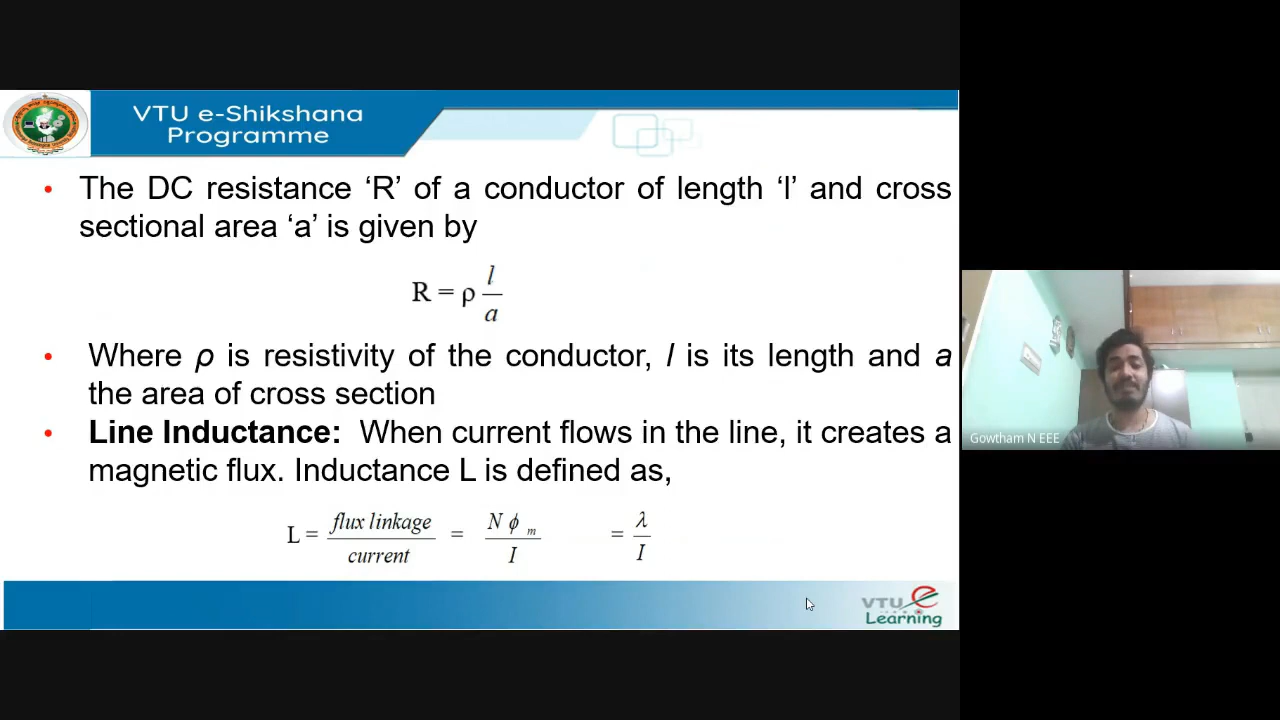 VTU e-Shikshana
Programme
• The DC resistance ‘R’ of a conductor of length ‘l’ and cross
sectional area ‘a’ is given by
R = ρ l/a
• Where ρ is resistivity of the conductor, l is its length and a
the area of cross section
• Line Inductance: When current flows in the line, it creates a
magnetic flux. Inductance L is defined as,
L = flux linkage/current = N ϕ m/I = λ/I
Gowtham N EEE
VTU e
Learning